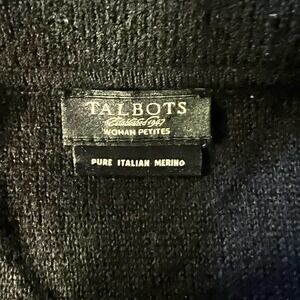 TALBOTS
Established 1947
WOMAN PETITES
PURE ITALIAN MERINO